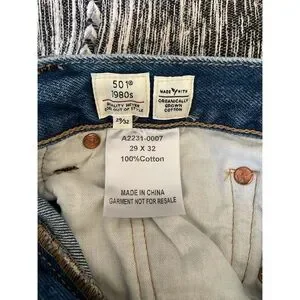 501®
1980s
QUALITY NEVER
GOES OUT OF STYLE
MADE WITH
ORGANICALLY
GROWN
COTTON
29/32
A2231-0007
29 X 32
100%Cotton
MADE IN CHINA
GARMENT NOT FOR RESALE